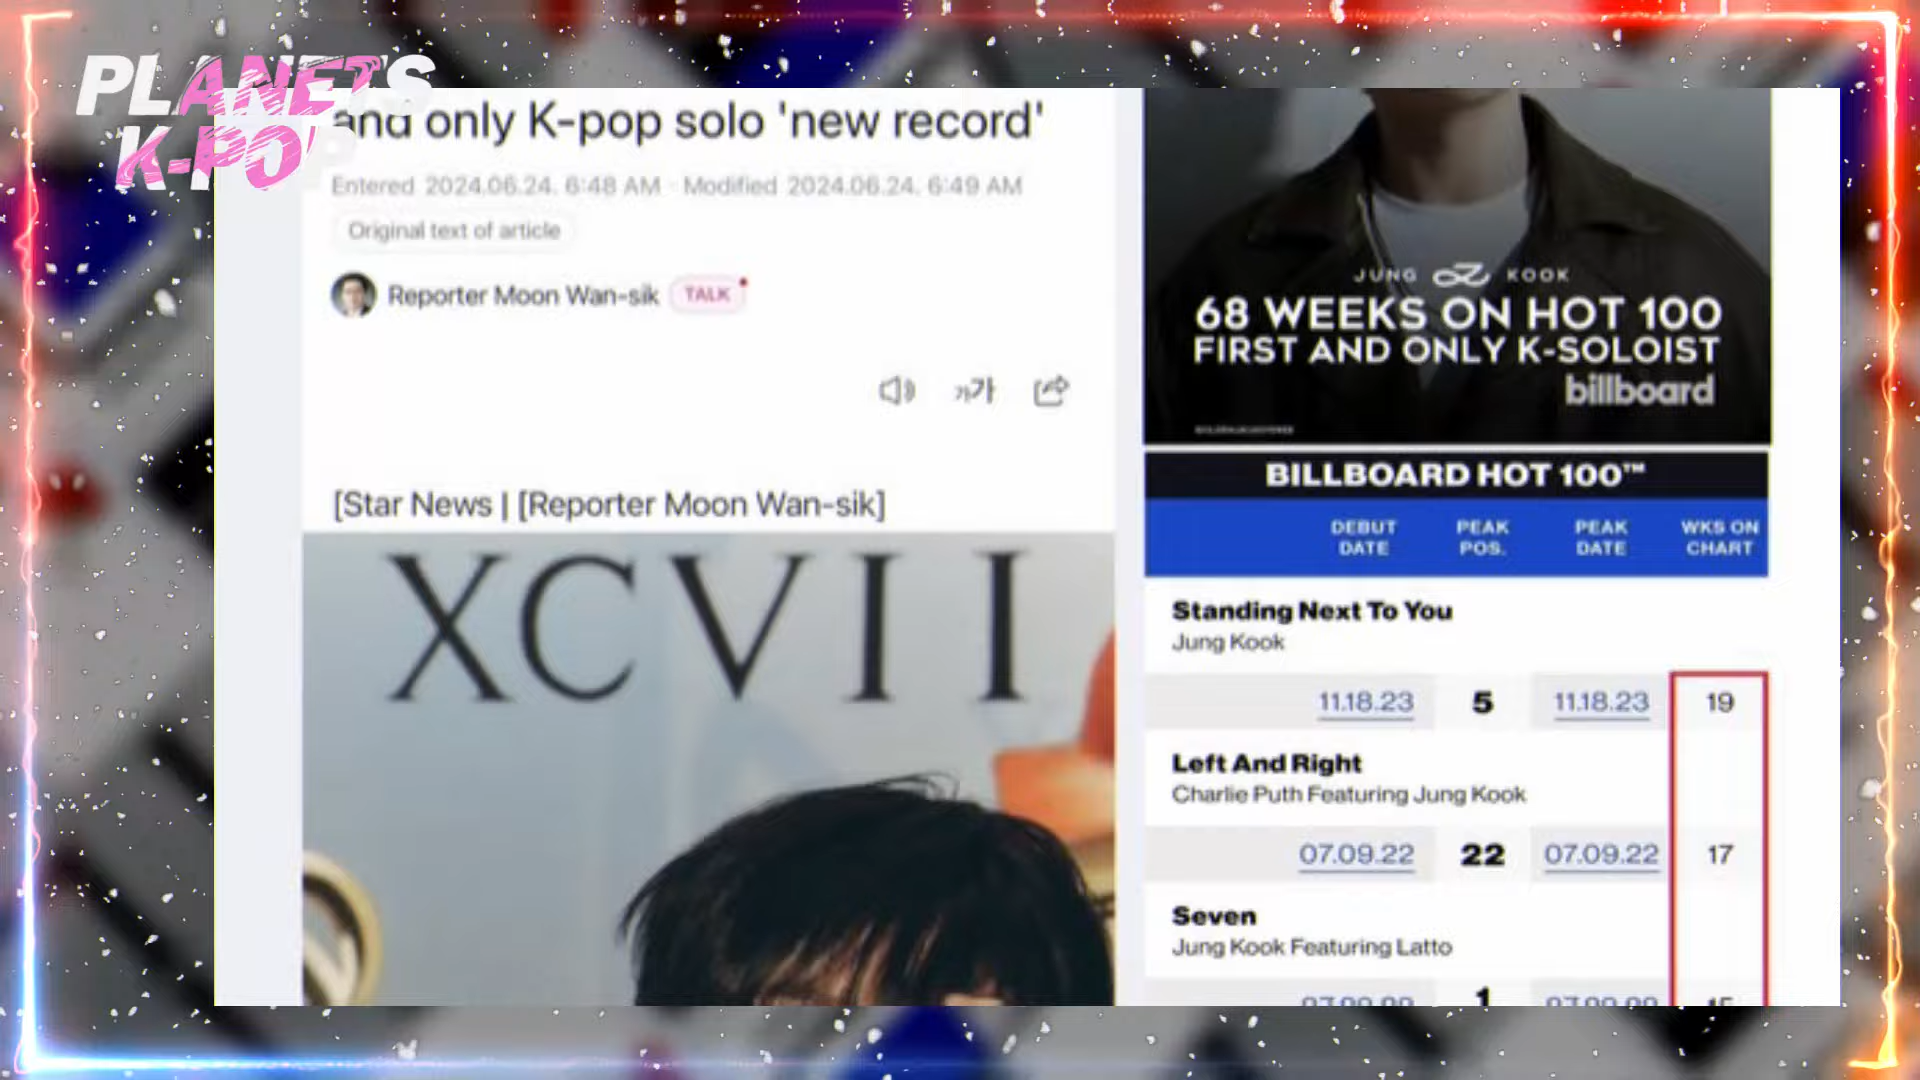 PLANETS
K-POP
and only K-pop solo 'new record'
Entered 2024.06.24. 6:48 AM · Modified 2024.06.24. 6:49 AM
Original text of article
Reporter Moon Wan-sik TALK
가가
[Star News | [Reporter Moon Wan-sik]
XCVII
JUNG KOOK
68 WEEKS ON HOT 100
FIRST AND ONLY K-SOLOIST
billboard
BILLBOARD HOT 100™
DEBUT DATE PEAK POS. PEAK DATE WKS ON CHART
Standing Next To You
Jung Kook
11.18.23 5 11.18.23 19
Left And Right
Charlie Puth Featuring Jung Kook
07.09.22 22 07.09.22 17
Seven
Jung Kook Featuring Latto
1